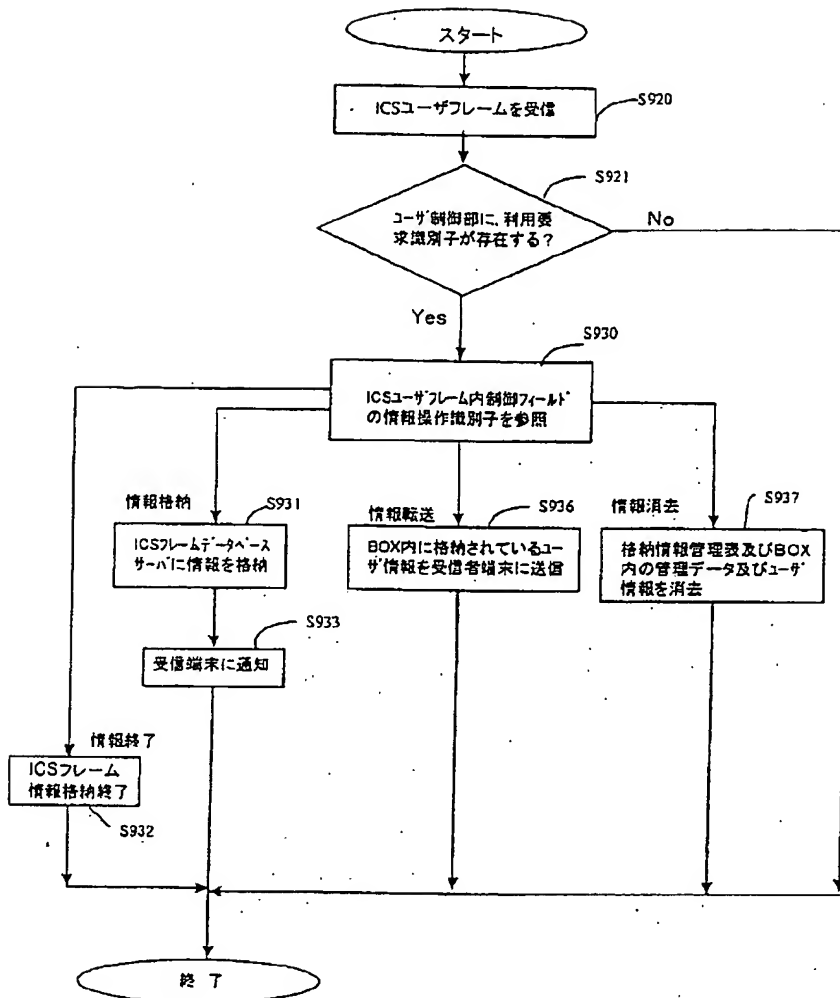 スタート
ICSユーザフレームを受信
S920
S921
ユーザ制御部に、利用要
求識別子が存在する？
No
Yes
S930
ICSユーザフレーム内制御フィールド
の情報操作識別子を参照
情報格納
S931
ICSフレームデータベース
サーバに情報を格納
情報転送
S936
BOX内に格納されているユー
ザ情報を受信者端末に送信
情報消去
S937
格納情報管理表及びBOX
内の管理データ及びユーザ
情報を消去
S933
受信端末に通知
情報終了
ICSフレーム
情報格納終了
S932
終了